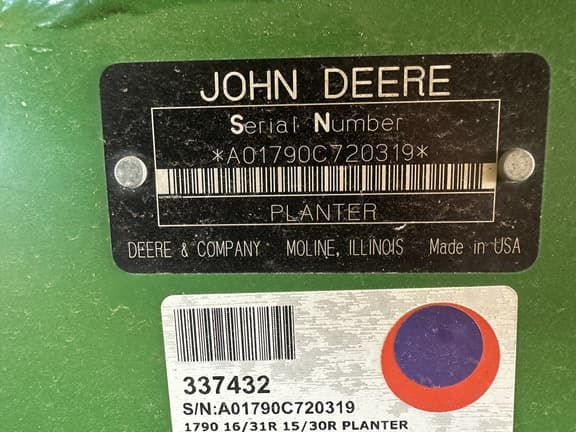 JOHN DEERE
Serial Number
*A01790C720319*
PLANTER
DEERE & COMPANY MOLINE, ILLINOIS Made in USA
337432
S/N:A01790C720319
1790 16/31R 15/30R PLANTER